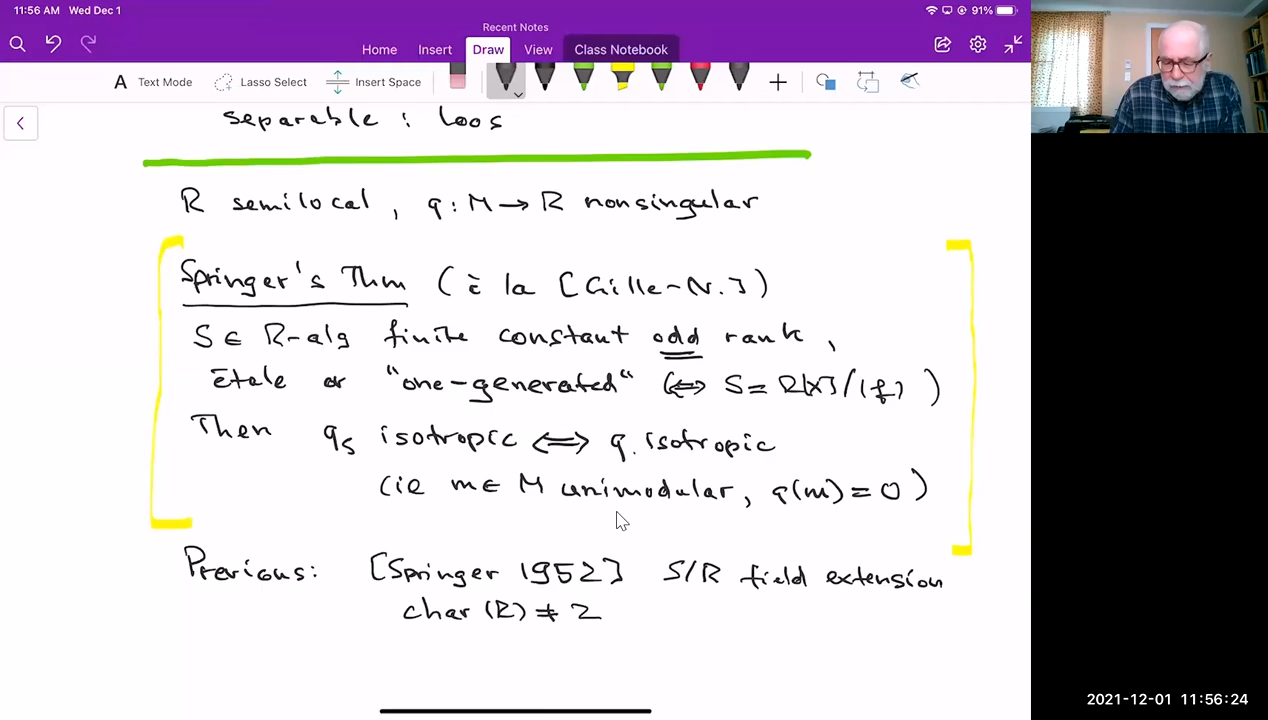 11:56 AM Wed Dec 1
Recent Notes
91%
Home Insert Draw View Class Notebook
A Text Mode Lasso Select Insert Space
separable : Loos
R semilocal, q : M → R nonsingular
Springer's Thm (à la [Gille-N.])
S ∈ R-alg finite constant odd rank,
étale or "one-generated" (⇔ S = R[X]/(f))
Then q_S isotropic ⇔ q isotropic
(ie m ∈ M unimodular, q(m) = 0)
Previous: [Springer 1952] S/R field extension
char (R) ≠ 2
2021-12-01 11:56:24